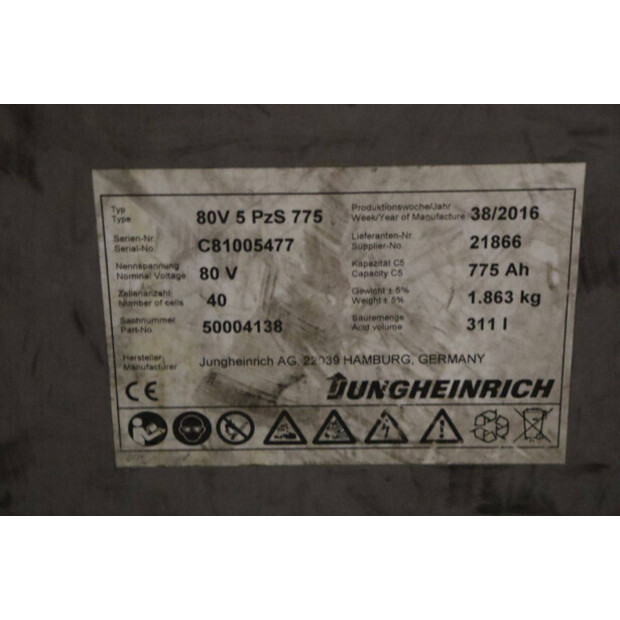 Typ
Type
80V 5 PzS 775
Produktionswoche/Jahr
Week/Year of Manufacture
38/2016
Serien-Nr.
Serial-No.
C81005477
Lieferanten-Nr.
Supplier-No.
21866
Nennspannung
Nominal Voltage
80 V
Kapazität C5
Capacity C5
775 Ah
Zellenanzahl
Number of cells
40
Gewicht ± 5%
Weight ± 5%
1.863 kg
Sachnummer
Part-No.
50004138
Säuremenge
Acid volume
311 l
Hersteller
Manufacturer
Jungheinrich AG, 22039 HAMBURG, GERMANY
CE
JUNGHEINRICH
Pb